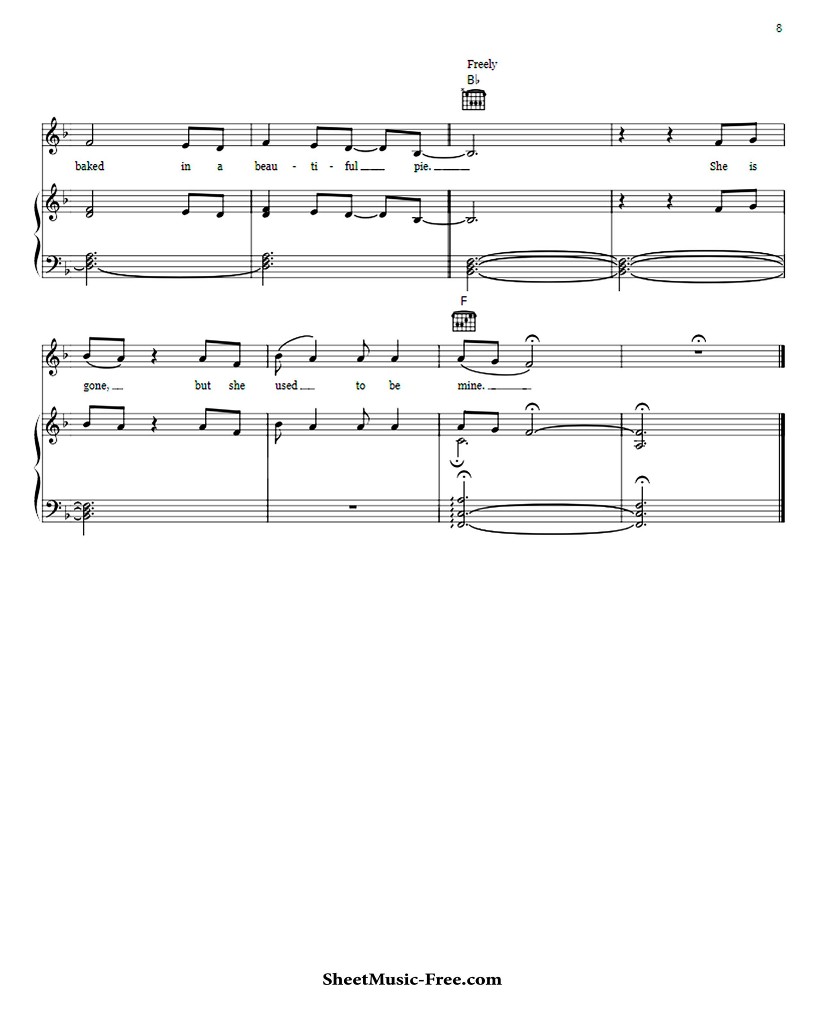 8
Freely
B♭
baked in a beau - ti - ful pie. She is
F
gone, but she used to be mine.
SheetMusic-Free.com